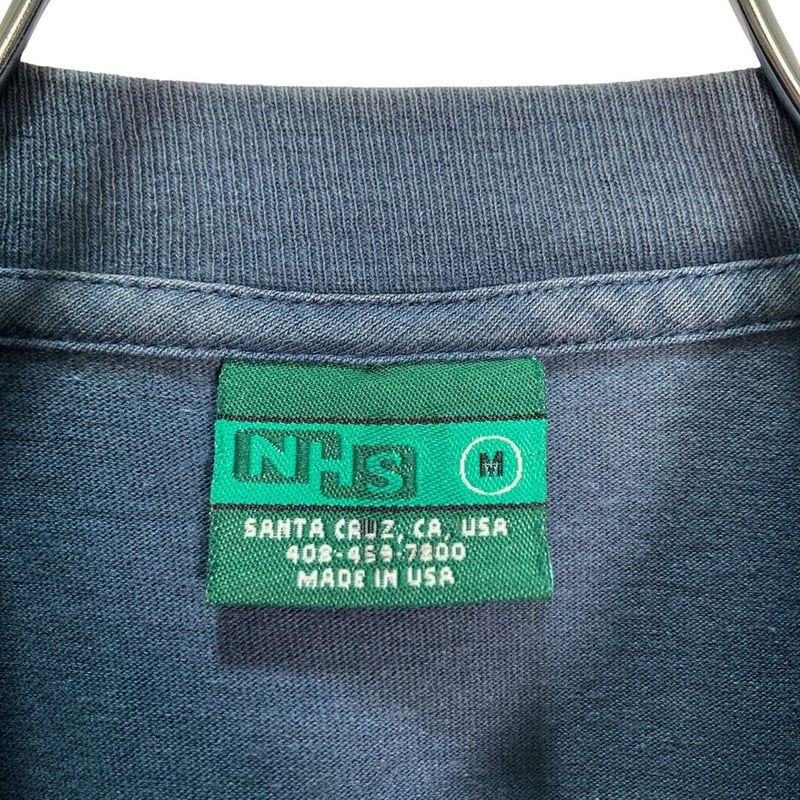 NHS M
SANTA CRUZ, CA, USA
408-459-7800
MADE IN USA